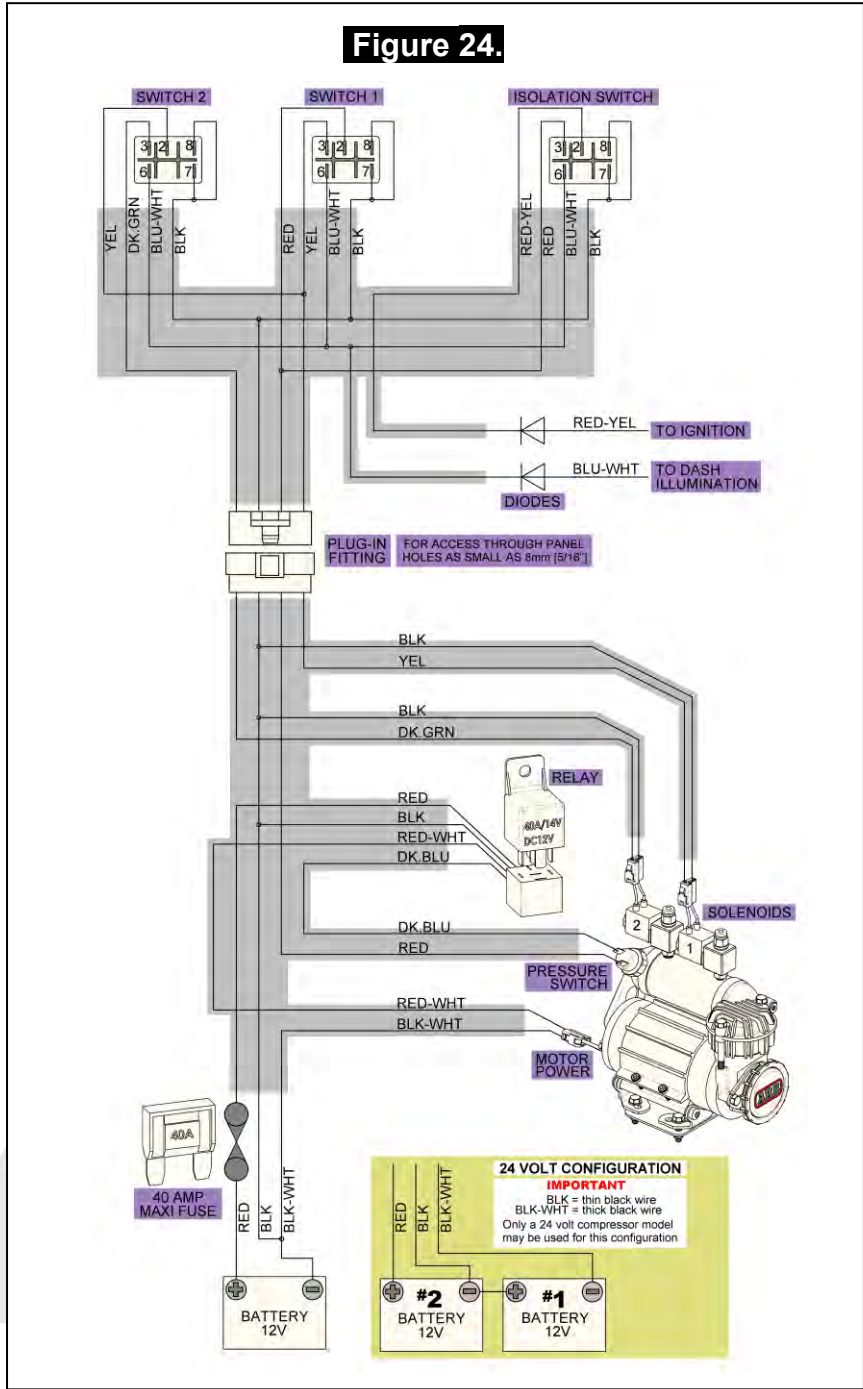 Figure 24.
SWITCH 2
SWITCH 1
ISOLATION SWITCH
3 2 8
6 7
3 2 8
6 7
3 2 8
6 7
YEL
DK.GRN
BLU-WHT
BLK
RED
YEL
BLU-WHT
BLK
RED-YEL
RED
BLU-WHT
BLK
RED-YEL
TO IGNITION
BLU-WHT
TO DASH
ILLUMINATION
DIODES
PLUG-IN
FITTING
FOR ACCESS THROUGH PANEL
HOLES AS SMALL AS 8mm [5/16"]
BLK
YEL
BLK
DK.GRN
RELAY
40A/14V
DC12V
RED
BLK
RED-WHT
DK.BLU
SOLENOIDS
2
1
DK.BLU
RED
PRESSURE
SWITCH
RED-WHT
BLK-WHT
MOTOR
POWER
ARB
40A
40 AMP
MAXI FUSE
RED
BLK
BLK-WHT
+ −
BATTERY
12V
24 VOLT CONFIGURATION
IMPORTANT
BLK = thin black wire
BLK-WHT = thick black wire
Only a 24 volt compressor model
may be used for this configuration
RED
BLK
BLK-WHT
+ #2 −
BATTERY
12V
+ #1 −
BATTERY
12V